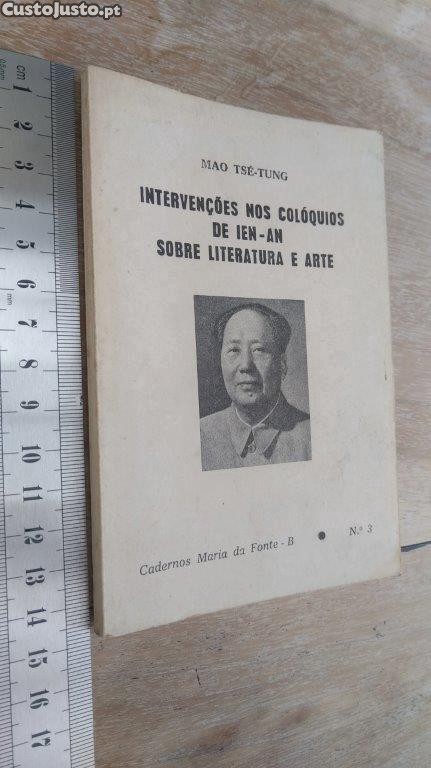 CustoJusto.pt
MAO TSÉ-TUNG
INTERVENÇÕES NOS COLÓQUIOS
DE IEN-AN
SOBRE LITERATURA E ARTE
Cadernos Maria da Fonte - B • N.º 3
cm
1
2
3
4
5
6
mm
7
8
9
10
11
12
13
14
15
16
17